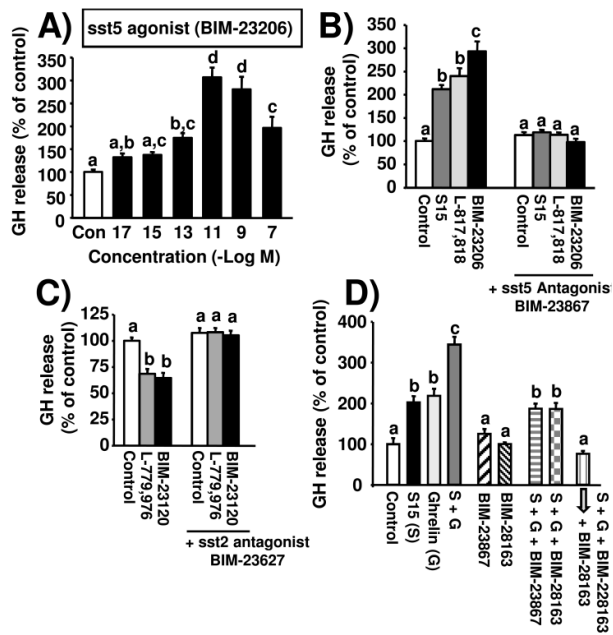 A)
sst5 agonist (BIM-23206)
GH release (% of control)
350
300
250
200
150
100
50
0
a
a,b
a,c
b,c
d
d
c
Con 17 15 13 11 9 7
Concentration (-Log M)
B)
GH release
(% of control)
350
300
250
200
150
100
50
0
a
b
b
c
a
a
a
a
Control
S15
L-817,818
BIM-23206
Control
S15
L-817,818
BIM-23206
+ sst5 Antagonist
BIM-23867
C)
GH release
(% of control)
125
100
75
50
25
0
a
b
b
a
a
a
Control
L-779,976
BIM-23120
Control
L-779,976
BIM-23120
+ sst2 antagonist
BIM-23627
D)
GH release (% of control)
400
300
200
100
0
a
b
b
c
a
a
b
b
a
Control
S15 (S)
Ghrelin (G)
S + G
BIM-23867
BIM-28163
S + G + BIM-23867
S + G + BIM-28163
+ BIM-28163
S + G + BIM-228163